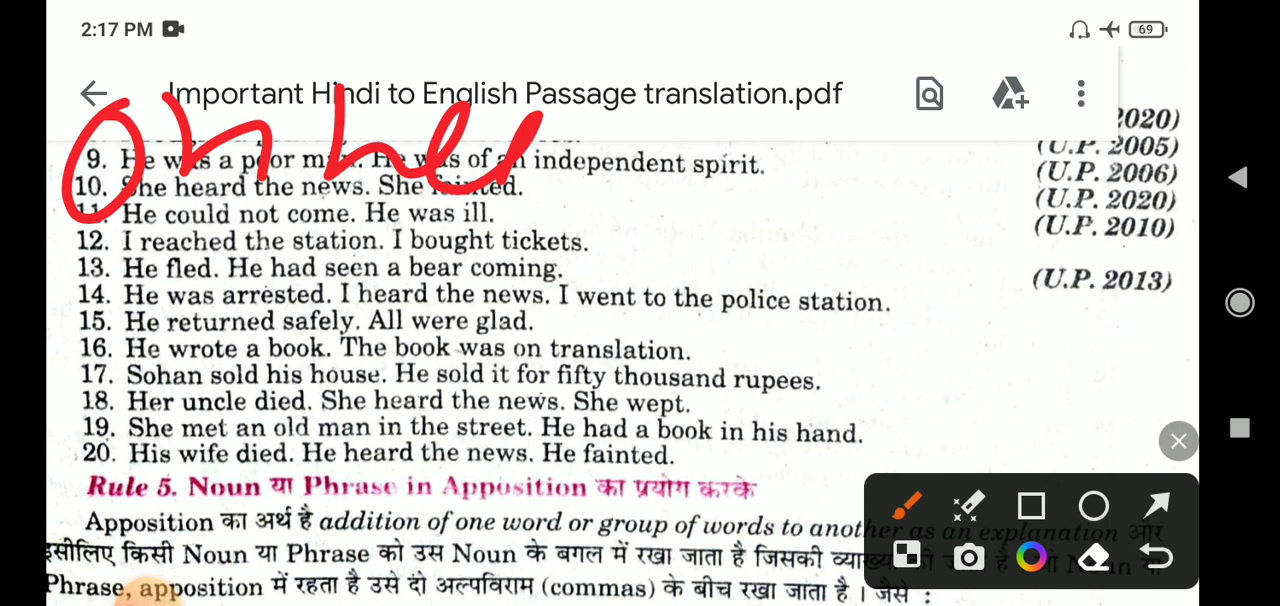 2:17 PM 69
Important Hindi to English Passage translation.pdf
2020)
(U.P. 2005)
9. He was a poor man. He was of an independent spirit. (U.P. 2006)
10. She heard the news. She fainted. (U.P. 2020)
11. He could not come. He was ill. (U.P. 2010)
12. I reached the station. I bought tickets.
13. He fled. He had seen a bear coming. (U.P. 2013)
14. He was arrested. I heard the news. I went to the police station.
15. He returned safely. All were glad.
16. He wrote a book. The book was on translation.
17. Sohan sold his house. He sold it for fifty thousand rupees.
18. Her uncle died. She heard the news. She wept.
19. She met an old man in the street. He had a book in his hand.
20. His wife died. He heard the news. He fainted.
Rule 5. Noun या Phrase in Apposition का प्रयोग करके
Apposition का अर्थ है addition of one word or group of words to another as an explanation और
इसीलिए किसी Noun या Phrase को उस Noun के बगल में रखा जाता है जिसकी
Phrase, apposition में रहता है उसे दो अल्पविराम (commas) के बीच रखा जाता है । जैसे :